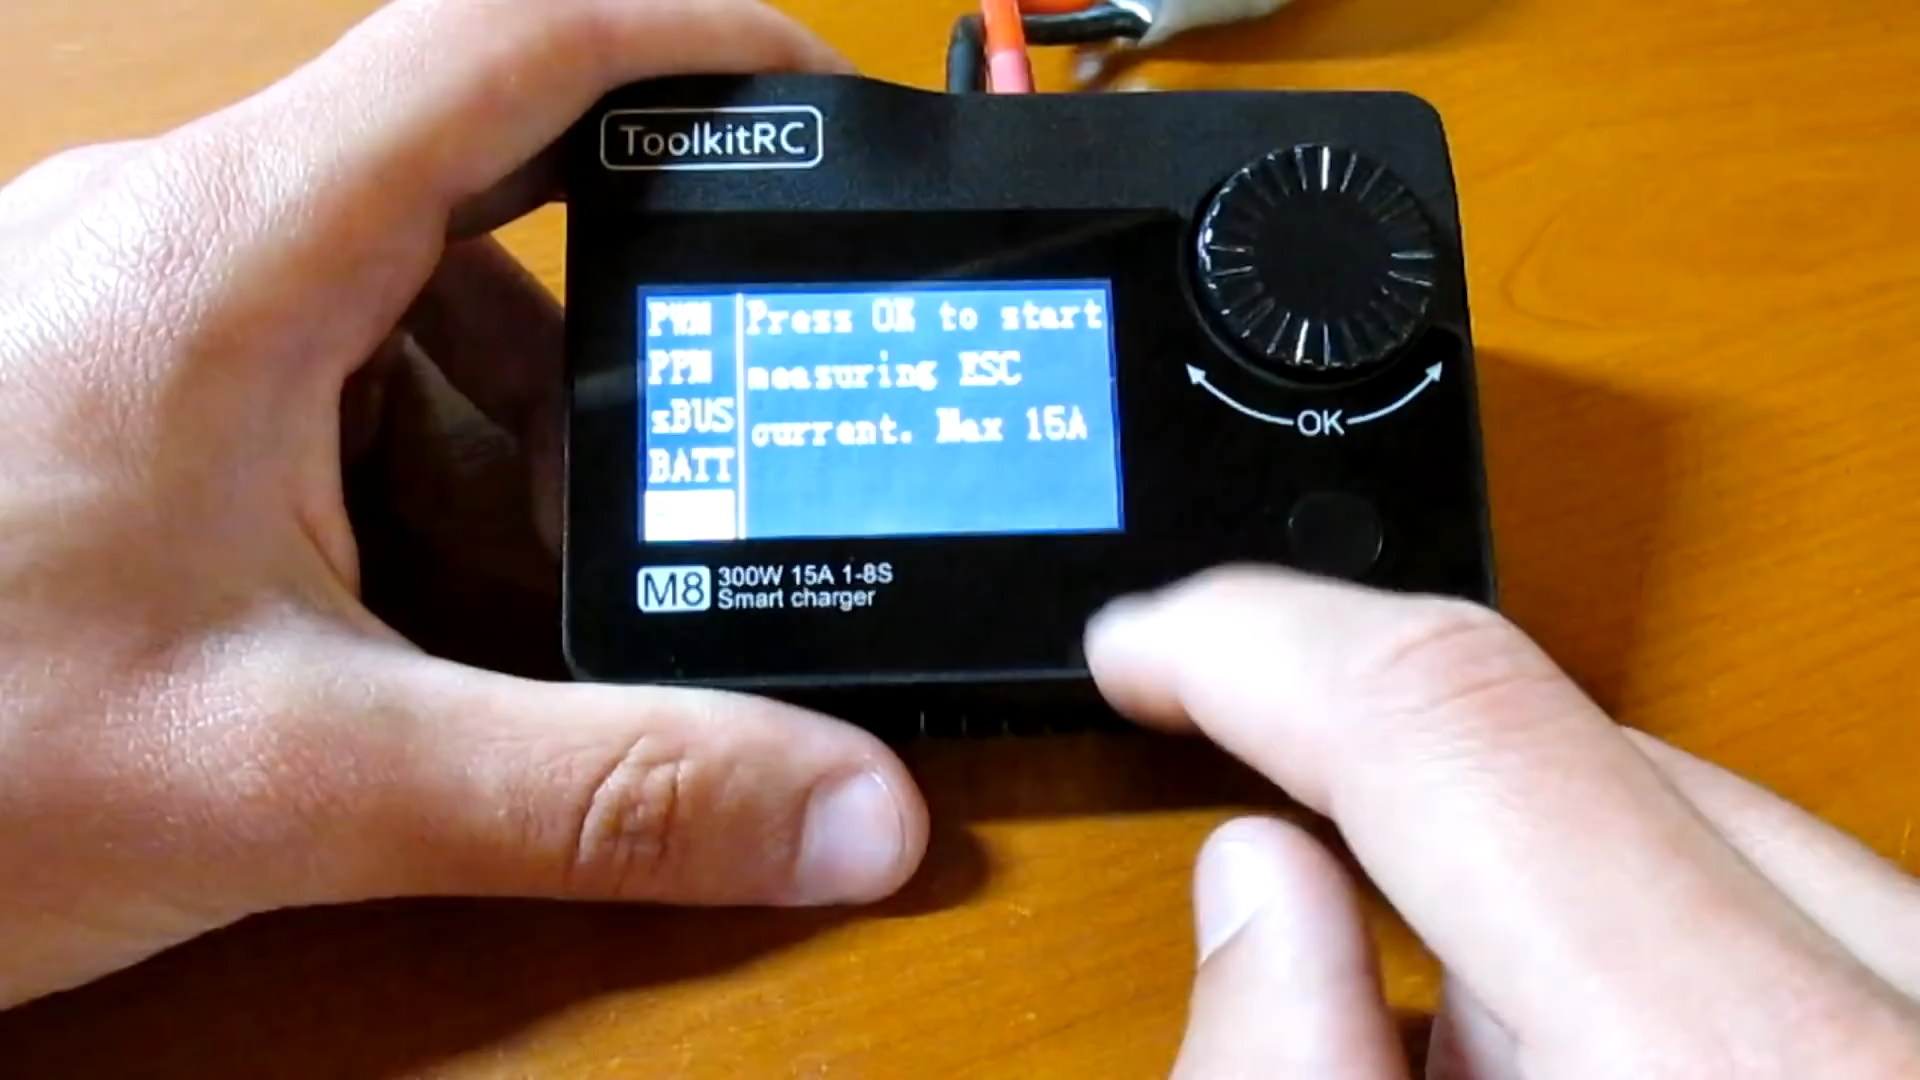 ToolkitRC
PWM
PPM
sBUS
BATT
Press OK to start
measuring ESC
current. Max 15A
OK
M8
300W 15A 1-8S
Smart charger